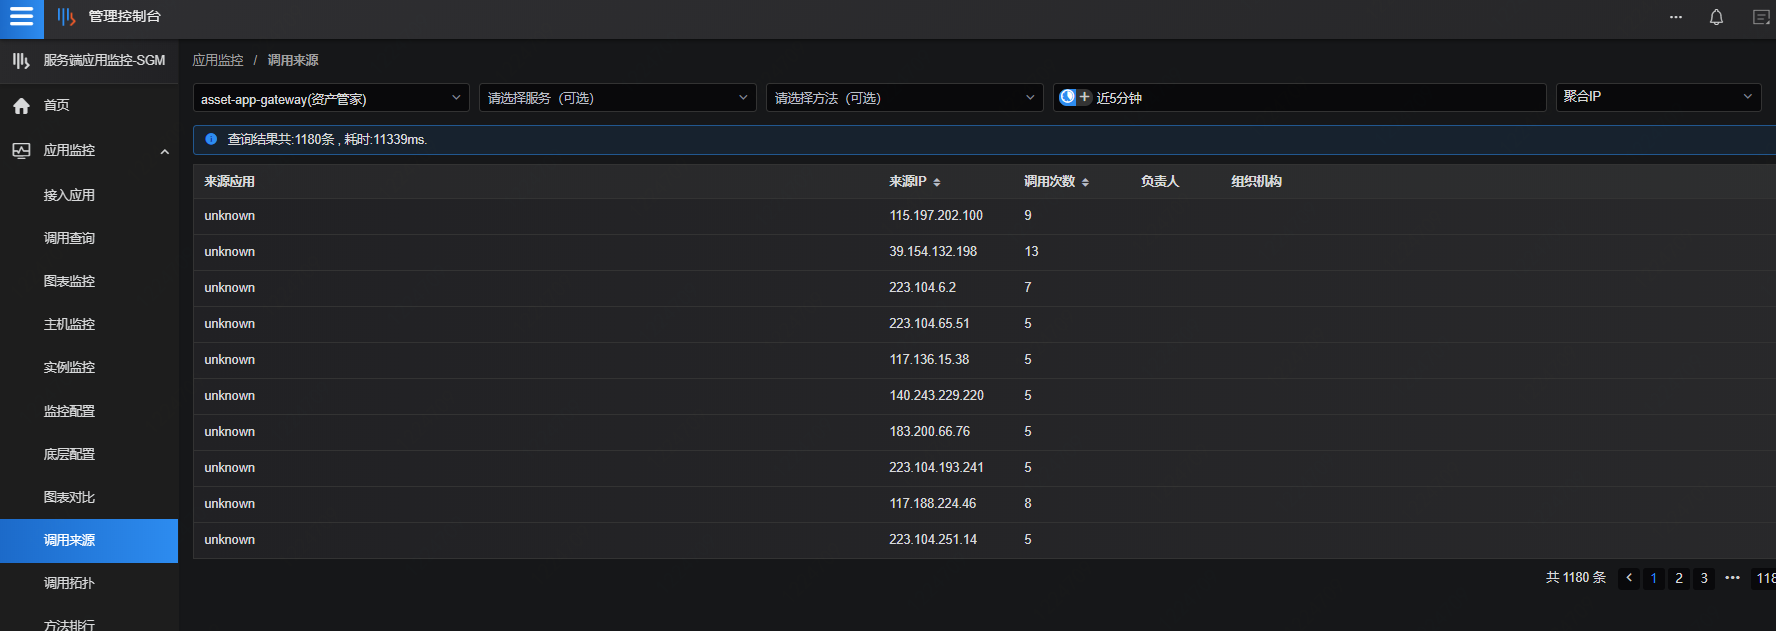 管理控制台
服务端应用监控-SGM
首页
应用监控
接入应用
调用查询
图表监控
主机监控
实例监控
监控配置
底层配置
图表对比
调用来源
调用拓扑
方法排行
应用监控 / 调用来源
asset-app-gateway(资产管家) 请选择服务（可选） 请选择方法（可选） 近5分钟 聚合IP
查询结果共:1180条 , 耗时:11339ms.
来源应用 来源IP 调用次数 负责人 组织机构
unknown 115.197.202.100 9
unknown 39.154.132.198 13
unknown 223.104.6.2 7
unknown 223.104.65.51 5
unknown 117.136.15.38 5
unknown 140.243.229.220 5
unknown 183.200.66.76 5
unknown 223.104.193.241 5
unknown 117.188.224.46 8
unknown 223.104.251.14 5
共 1180 条 1 2 3 ••• 118